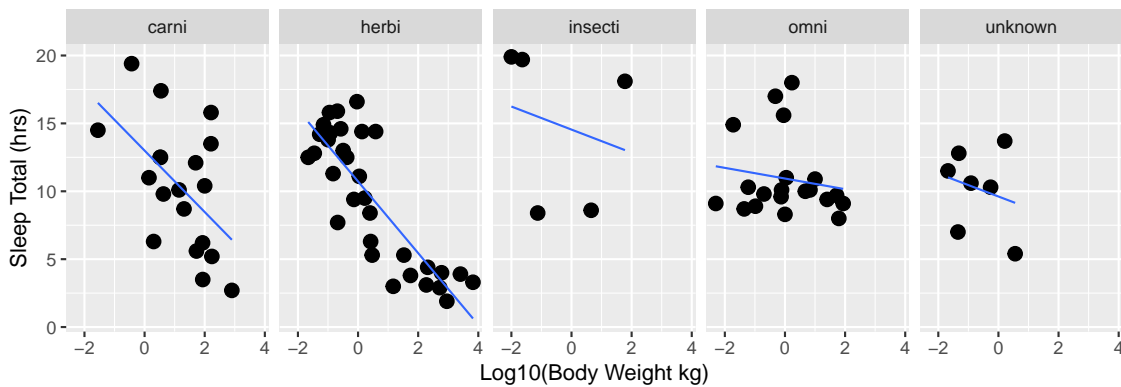 carni herbi insecti omni unknown
20
15
10
5
0
−2 0 2 4 −2 0 2 4 −2 0 2 4 −2 0 2 4 −2 0 2 4
Log10(Body Weight kg)
Sleep Total (hrs)